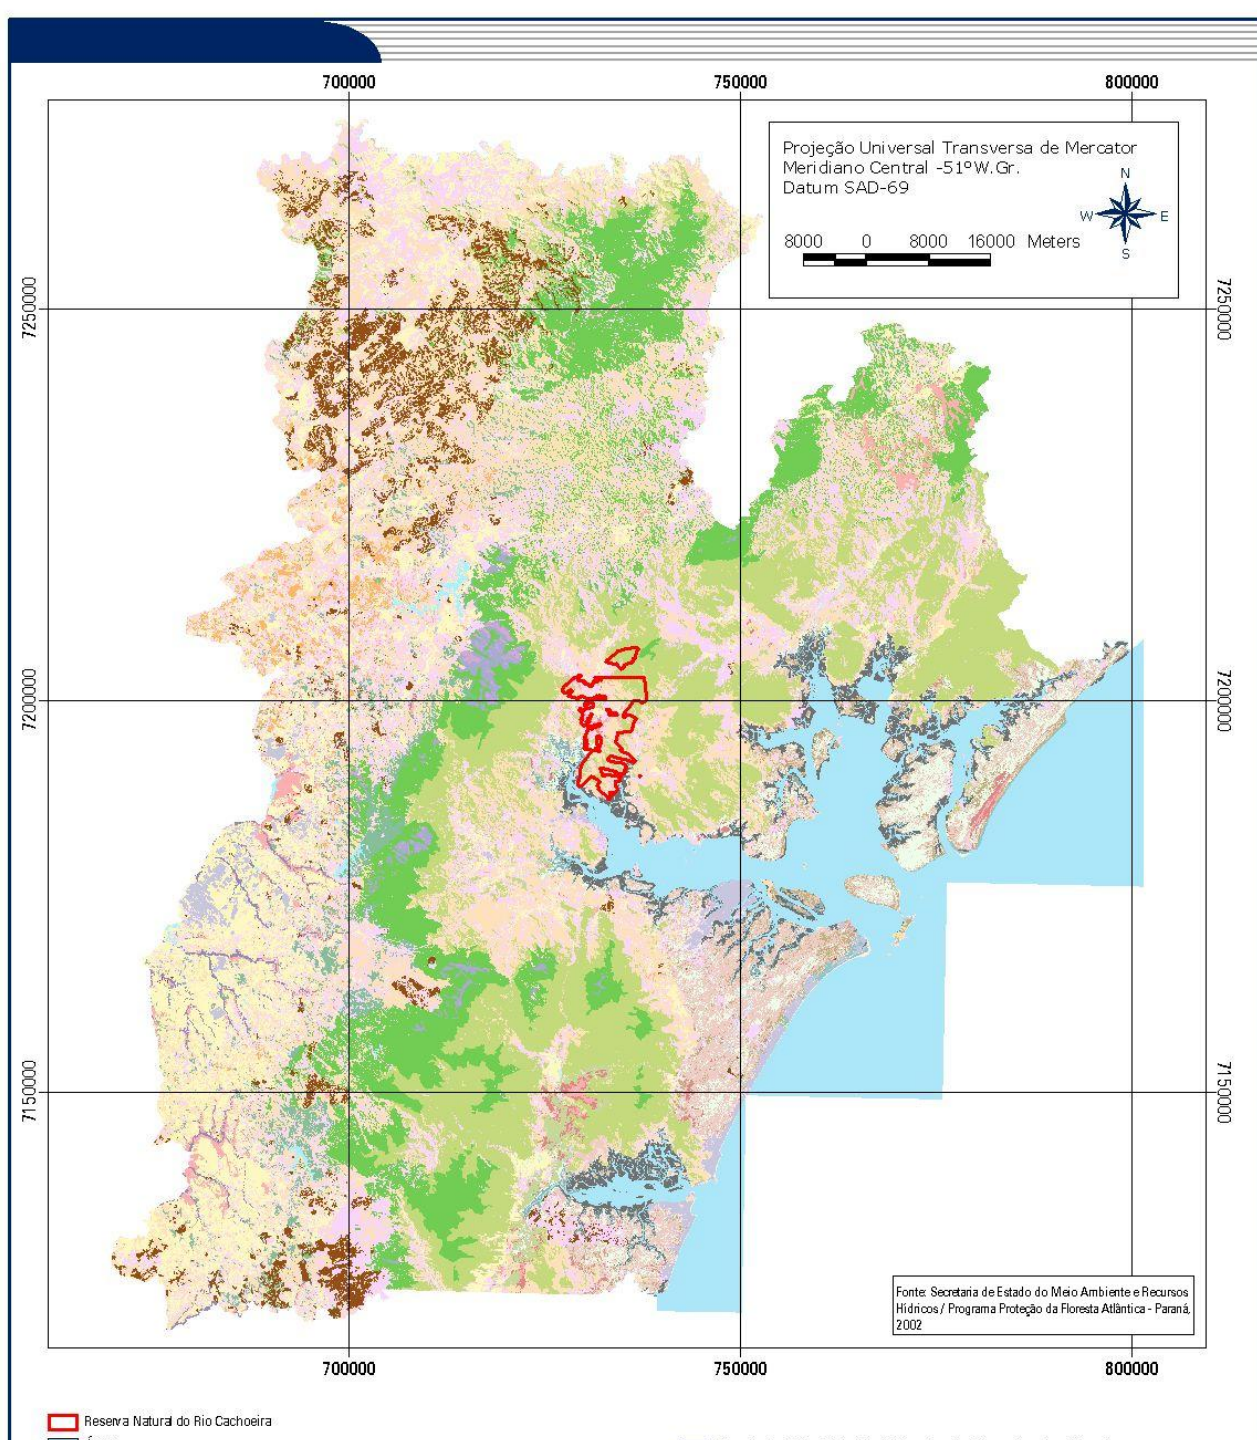 700000 750000 800000
Projeção Universal Transversa de Mercator
Meridiano Central -51ºW.Gr.
Datum SAD-69
N
W E
S
8000 0 8000 16000 Meters
7250000 7250000
7200000 7200000
7150000 7150000
Fonte: Secretaria de Estado do Meio Ambiente e Recursos
Hídricos / Programa Proteção da Floresta Atlântica - Paraná,
2002
700000 750000 800000
Reserva Natural do Rio Cachoeira